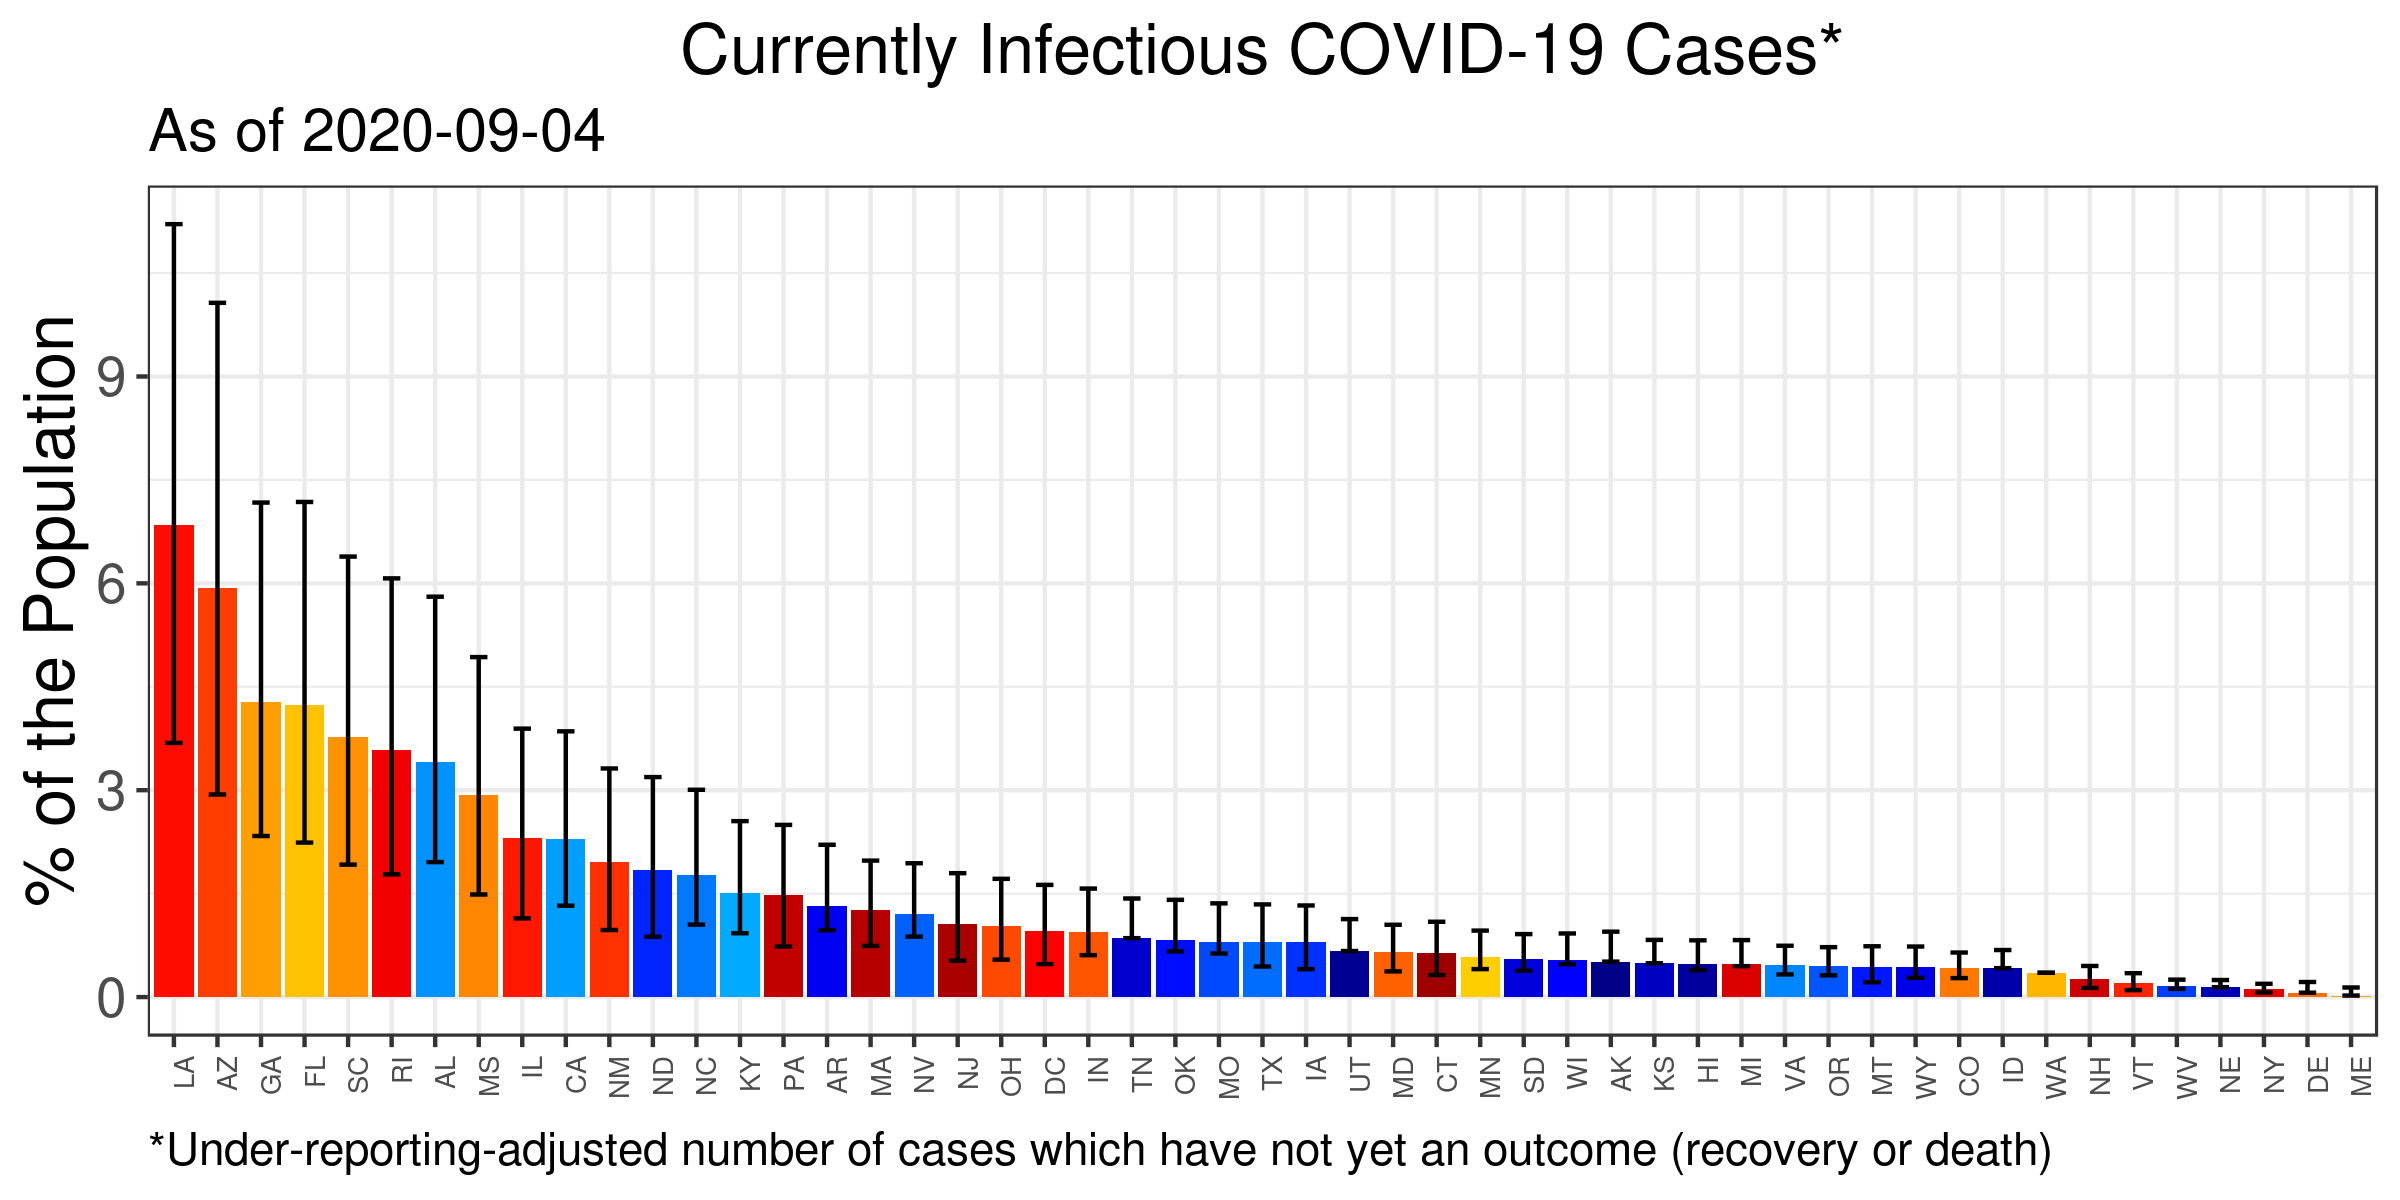 Currently Infectious COVID-19 Cases*
As of 2020-09-04
% of the Population
9
6
3
0
LA AZ GA FL SC RI AL MS IL CA NM ND NC KY PA AR MA NV NJ OH DC IN TN OK MO TX IA UT MD CT MN SD WI AK KS HI MI VA OR MT WY CO ID WA NH VT WV NE NY DE ME
*Under-reporting-adjusted number of cases which have not yet an outcome (recovery or death)